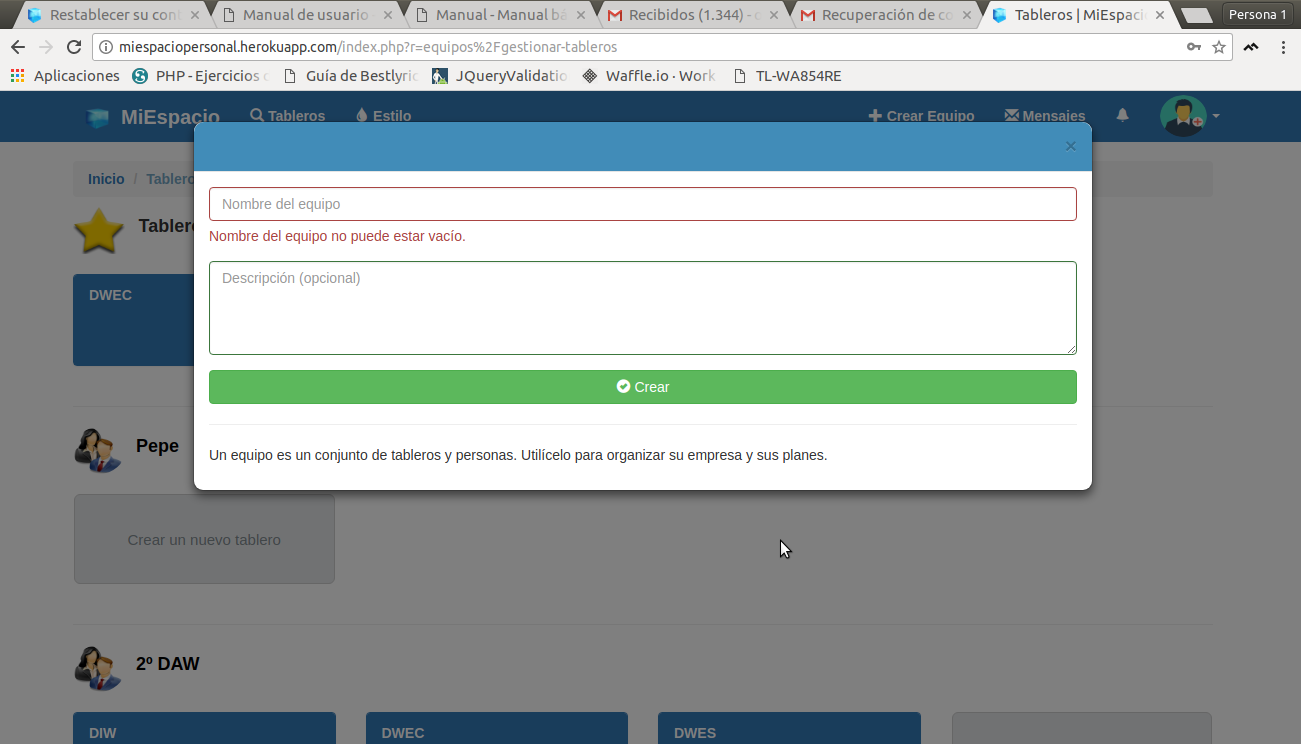 Restablecer su con
Manual de usuario
Manual - Manual bá
Recibidos (1.344) -
Recuperación de co
Tableros | MiEspaci
Persona 1
miespaciopersonal.herokuapp.com/index.php?r=equipos%2Fgestionar-tableros
Aplicaciones
PHP - Ejercicios
Guía de Bestlyric
JQueryValidatio
Waffle.io · Work
TL-WA854RE
MiEspacio
Tableros
Estilo
Crear Equipo
Mensajes
×
Inicio / Tablero
Nombre del equipo
Nombre del equipo no puede estar vacío.
Tabler
Descripción (opcional)
DWEC
Crear
Pepe
Un equipo es un conjunto de tableros y personas. Utilícelo para organizar su empresa y sus planes.
Crear un nuevo tablero
2º DAW
DIW
DWEC
DWES